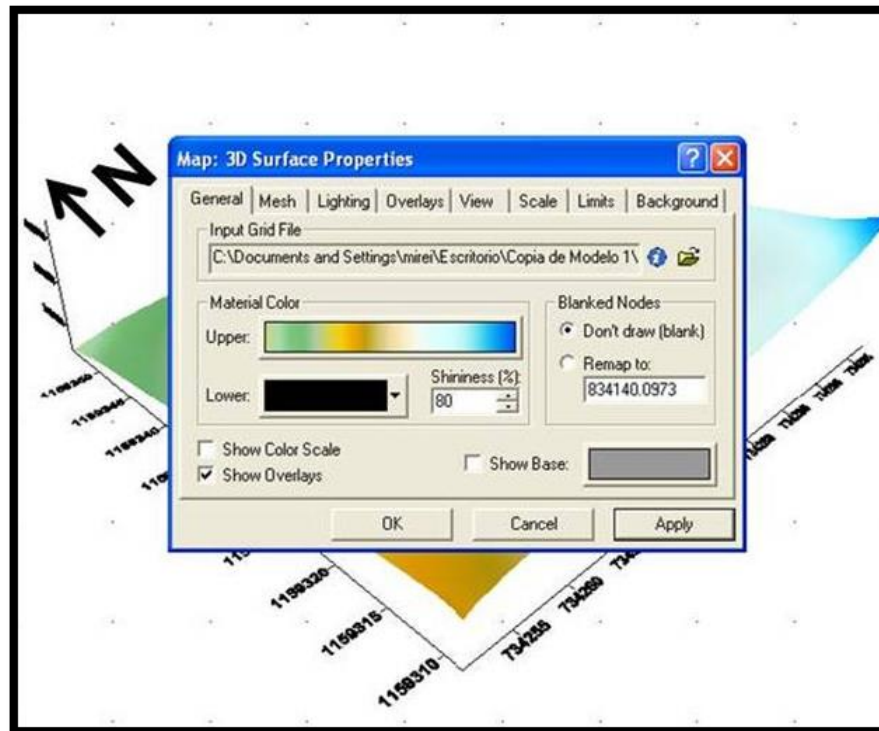 Map: 3D Surface Properties
N
General Mesh Lighting Overlays View Scale Limits Background
Input Grid File
C:\Documents and Settings\mirei\Escritorio\Copia de Modelo 1\
Material Color
Upper:
Lower:
Shininess (%):
80
Blanked Nodes
Don't draw (blank)
Remap to:
834140.0973
Show Color Scale
Show Overlays
Show Base:
OK Cancel Apply
1159320
1159315
1159310
734255
734260